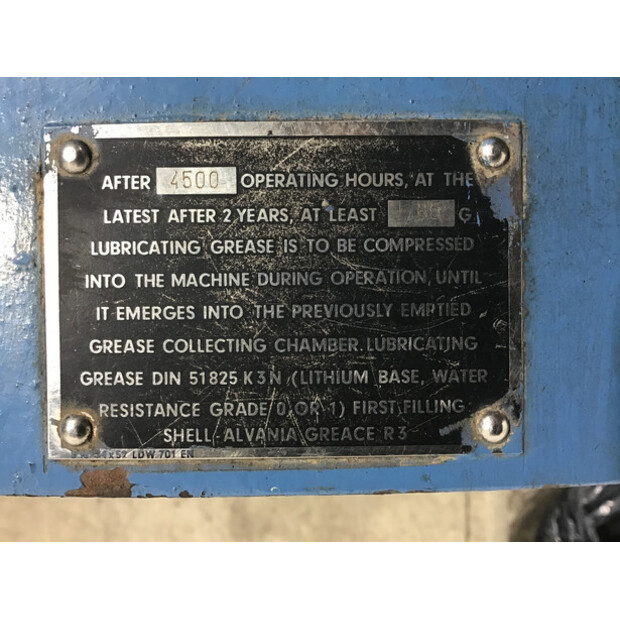 AFTER 4500 OPERATING HOURS, AT THE
LATEST AFTER 2 YEARS, AT LEAST G
LUBRICATING GREASE IS TO BE COMPRESSED
INTO THE MACHINE DURING OPERATION, UNTIL
IT EMERGES INTO THE PREVIOUSLY EMPTIED
GREASE COLLECTING CHAMBER. LUBRICATING
GREASE DIN 51825 K3N (LITHIUM BASE, WATER
RESISTANCE GRADE 0 OR 1) FIRST FILLING
SHELL-ALVANIA GREACE R3
LDW 701 EN